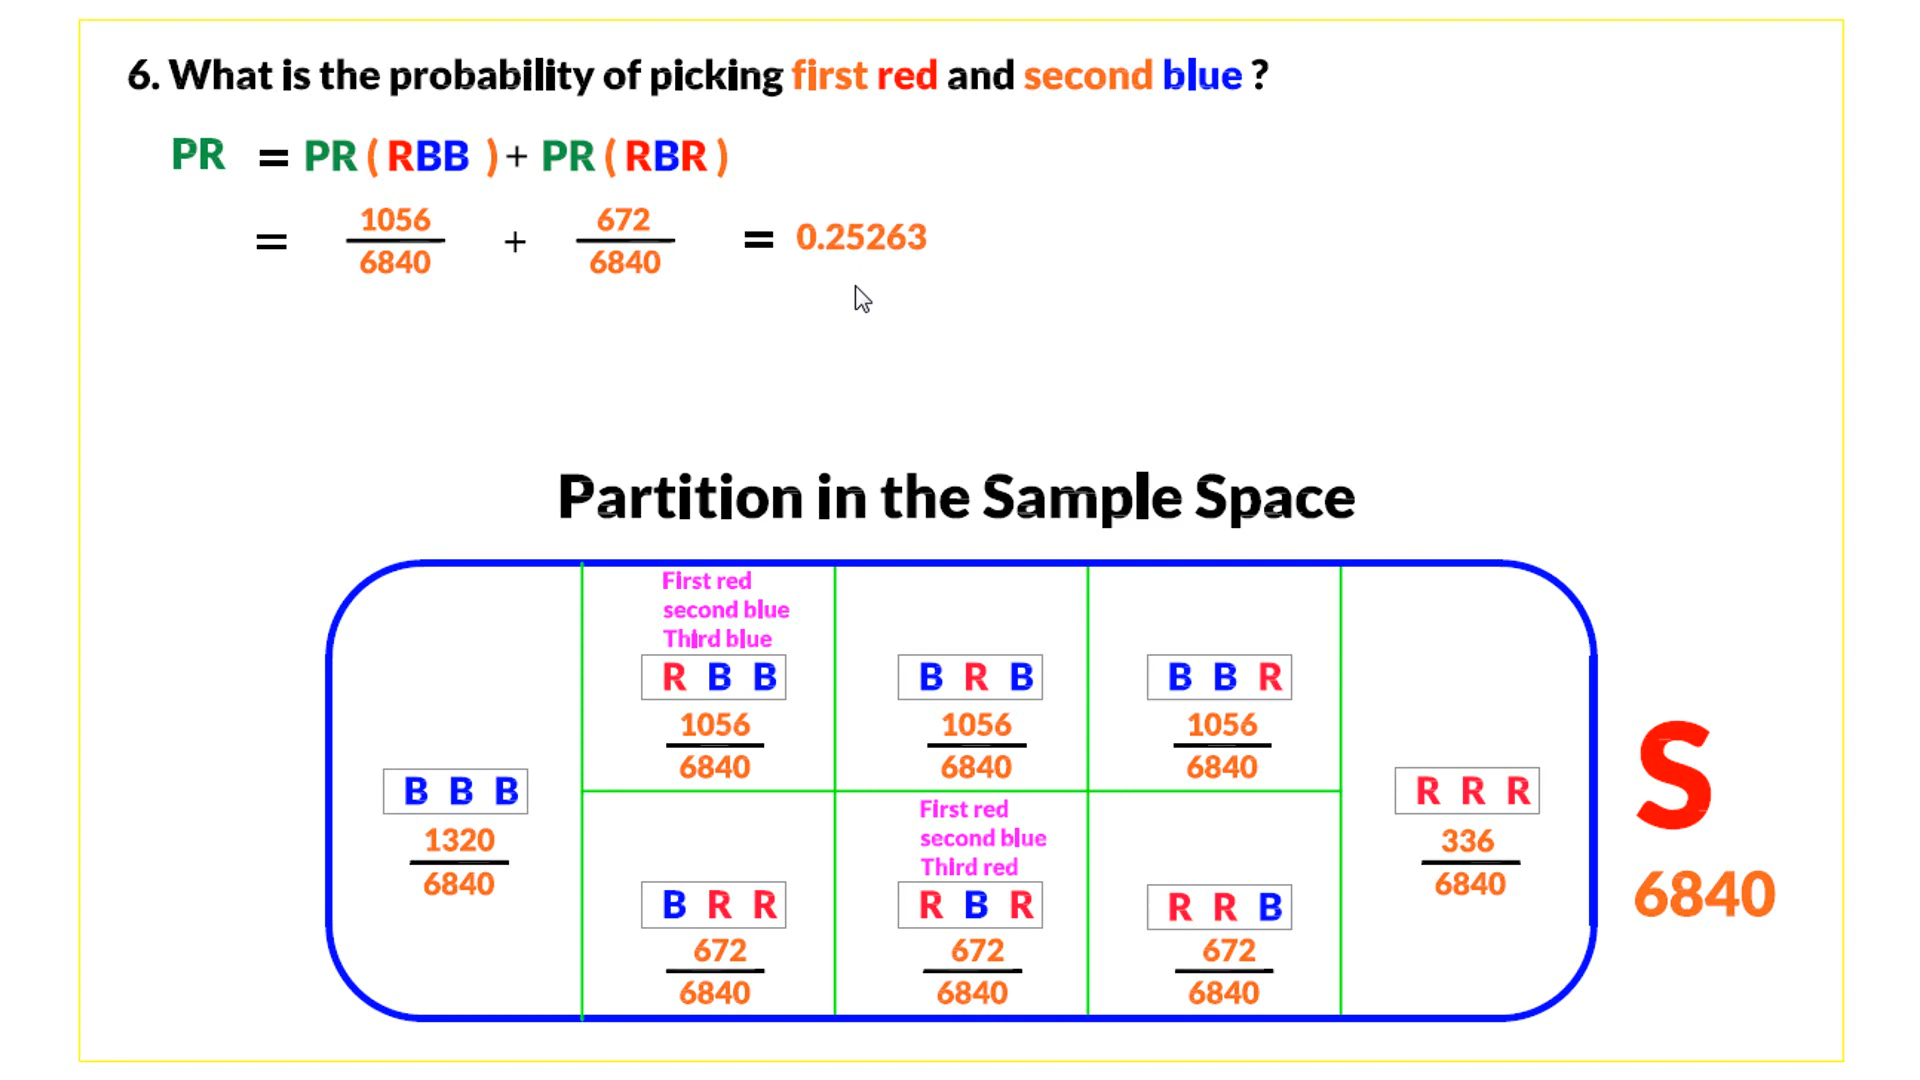 6. What is the probability of picking first red and second blue ?
PR = PR ( RBB ) + PR ( RBR )
= 1056/6840 + 672/6840 = 0.25263
Partition in the Sample Space
First red
second blue
Third blue
R B B
1056
6840
B R B
1056
6840
B B R
1056
6840
B B B
1320
6840
R R R
336
6840
B R R
672
6840
First red
second blue
Third red
R B R
672
6840
R R B
672
6840
S
6840